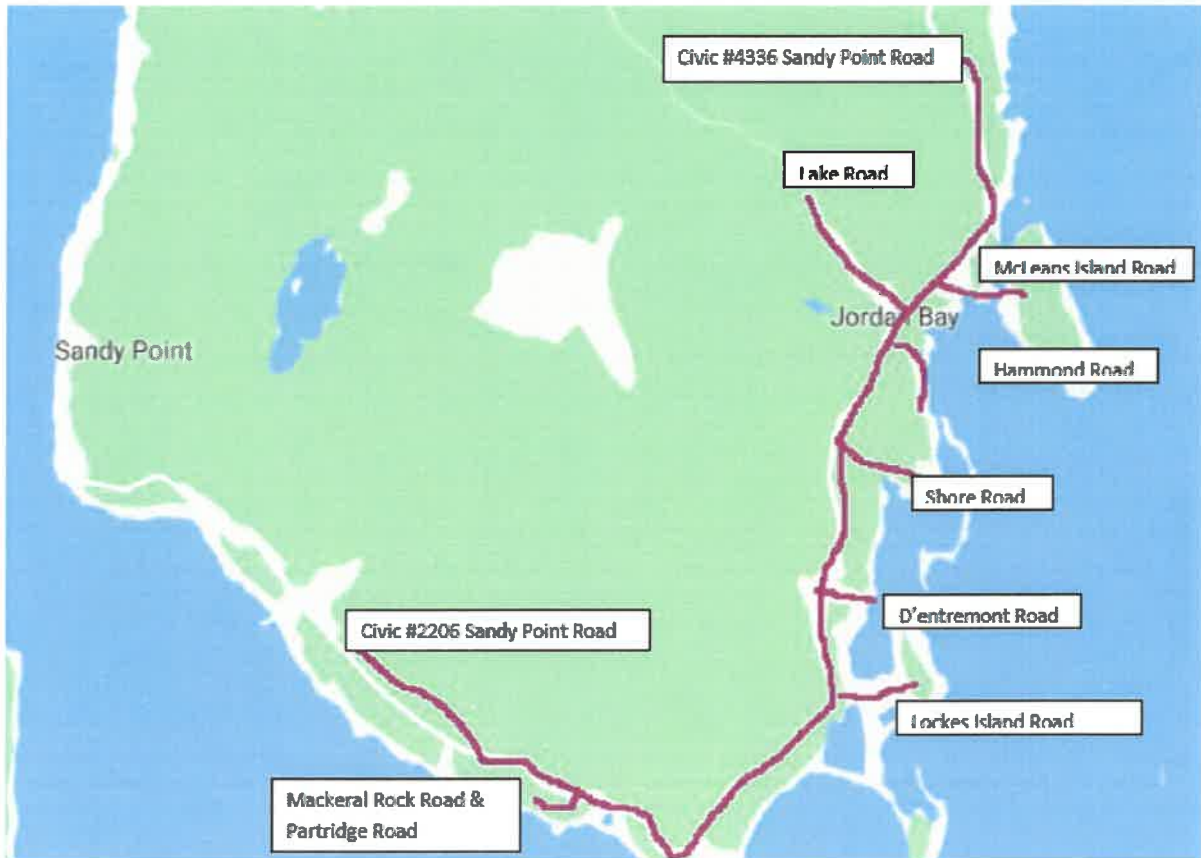 Civic #4336 Sandy Point Road
Lake Road
McLeans Island Road
Jordan Bay
Sandy Point
Hammond Road
Shore Road
D'entremont Road
Civic #2206 Sandy Point Road
Lockes Island Road
Mackeral Rock Road &
Partridge Road